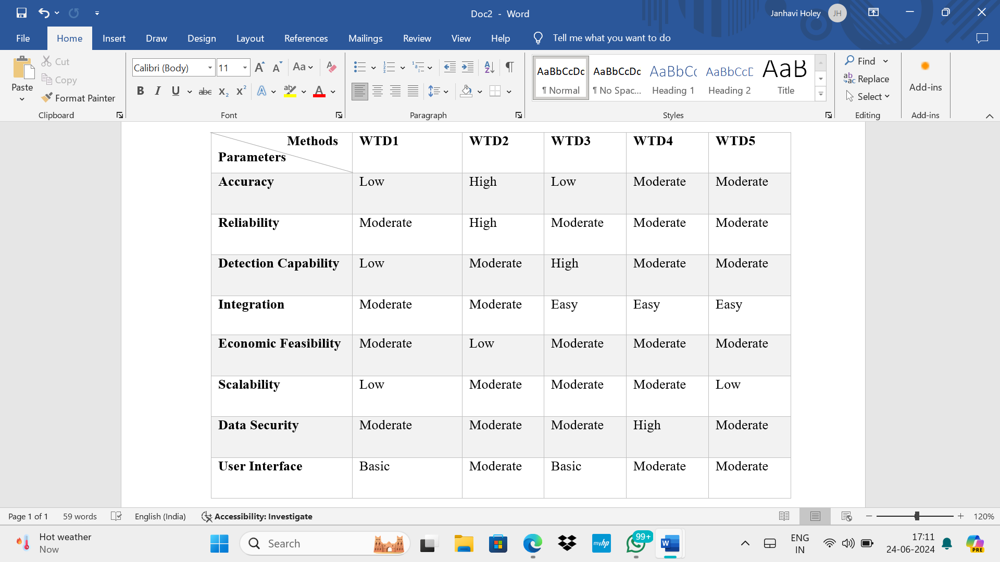 Doc2 - Word
Janhavi Holey JH
File Home Insert Draw Design Layout References Mailings Review View Help Tell me what you want to do
Paste
Cut
Copy
Format Painter
Clipboard
Calibri (Body) 11
Font
Paragraph
AaBbCcDc AaBbCcDc AaBbCc AaBbCcD AaB
¶ Normal ¶ No Spac... Heading 1 Heading 2 Title
Styles
Find
Replace
Select
Editing
Add-ins
Add-ins
Methods WTD1 WTD2 WTD3 WTD4 WTD5
Parameters
Accuracy Low High Low Moderate Moderate
Reliability Moderate High Moderate Moderate Moderate
Detection Capability Low Moderate High Moderate Moderate
Integration Moderate Moderate Easy Easy Easy
Economic Feasibility Moderate Low Moderate Moderate Moderate
Scalability Low Moderate Moderate Moderate Low
Data Security Moderate Moderate Moderate High Moderate
User Interface Basic Moderate Basic Moderate Moderate
Page 1 of 1 59 words English (India) Accessibility: Investigate 120%
Hot weather
Now
Search
myhp
99+
W
ENG
IN
17:11
24-06-2024
PRE